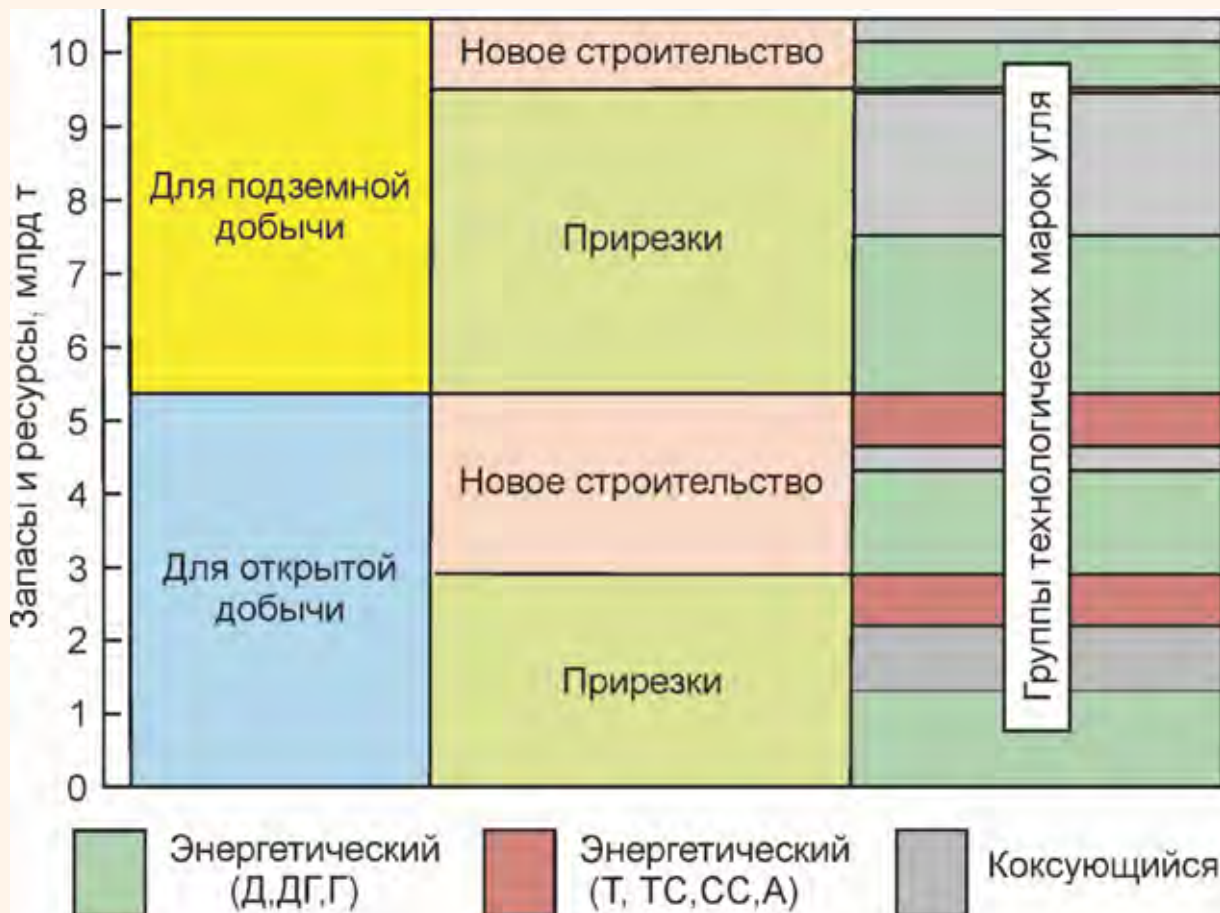 Запасы и ресурсы, млрд т
10
9
8
7
6
5
4
3
2
1
0
Для подземной
добычи
Для открытой
добычи
Новое строительство
Прирезки
Новое строительство
Прирезки
Группы технологических марок угля
Энергетический
(Д,ДГ,Г)
Энергетический
(Т, ТС,СС,А)
Коксующийся